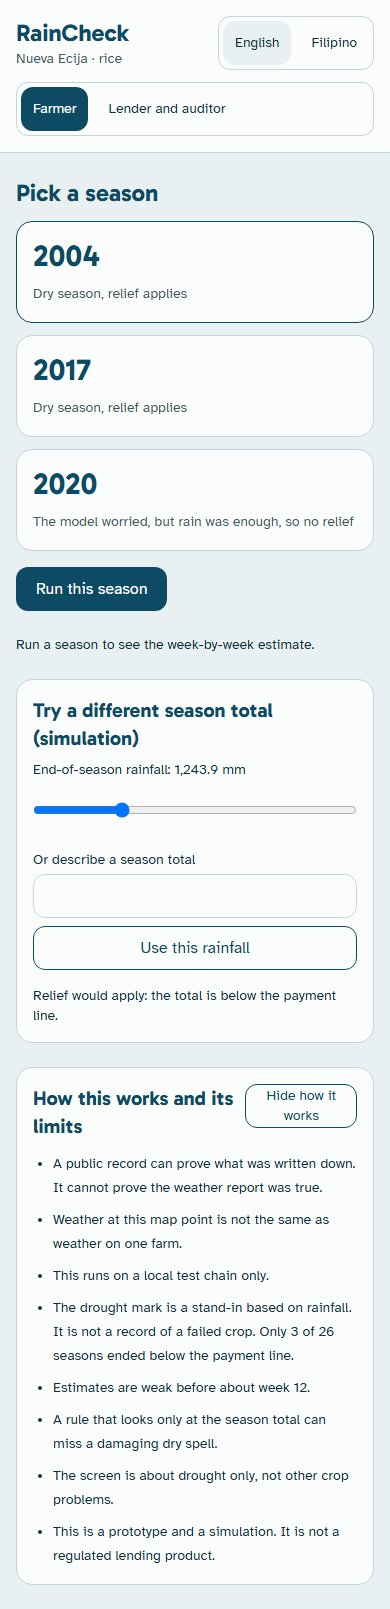 RainCheck
Nueva Ecija · rice
English
Filipino
Farmer
Lender and auditor
Pick a season
2004
Dry season, relief applies
2017
Dry season, relief applies
2020
The model worried, but rain was enough, so no relief
Run this season
Run a season to see the week-by-week estimate.
Try a different season total
(simulation)
End-of-season rainfall: 1,243.9 mm
Or describe a season total
Use this rainfall
Relief would apply: the total is below the payment
line.
How this works and its
limits
Hide how it
works
• A public record can prove what was written down.
It cannot prove the weather report was true.
• Weather at this map point is not the same as
weather on one farm.
• This runs on a local test chain only.
• The drought mark is a stand-in based on rainfall.
It is not a record of a failed crop. Only 3 of 26
seasons ended below the payment line.
• Estimates are weak before about week 12.
• A rule that looks only at the season total can
miss a damaging dry spell.
• The screen is about drought only, not other crop
problems.
• This is a prototype and a simulation. It is not a
regulated lending product.